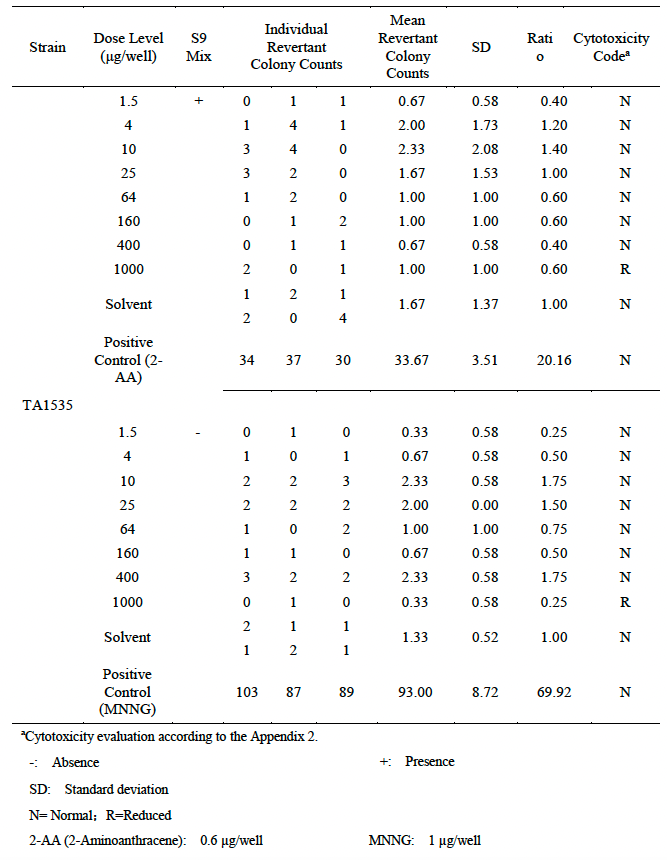 Strain Dose Level (μg/well) S9 Mix Individual Revertant Colony Counts Mean Revertant Colony Counts SD Rati o Cytotoxicity Codeᵃ
1.5 + 0 1 1 0.67 0.58 0.40 N
4 1 4 1 2.00 1.73 1.20 N
10 3 4 0 2.33 2.08 1.40 N
25 3 2 0 1.67 1.53 1.00 N
64 1 2 0 1.00 1.00 0.60 N
160 0 1 2 1.00 1.00 0.60 N
400 0 1 1 0.67 0.58 0.40 N
1000 2 0 1 1.00 1.00 0.60 R
Solvent 1 2 1 1.67 1.37 1.00 N
2 0 4
Positive Control (2-AA) 34 37 30 33.67 3.51 20.16 N
TA1535
1.5 - 0 1 0 0.33 0.58 0.25 N
4 1 0 1 0.67 0.58 0.50 N
10 2 2 3 2.33 0.58 1.75 N
25 2 2 2 2.00 0.00 1.50 N
64 1 0 2 1.00 1.00 0.75 N
160 1 1 0 0.67 0.58 0.50 N
400 3 2 2 2.33 0.58 1.75 N
1000 0 1 0 0.33 0.58 0.25 R
Solvent 2 1 1 1.33 0.52 1.00 N
1 2 1
Positive Control (MNNG) 103 87 89 93.00 8.72 69.92 N
ᵃCytotoxicity evaluation according to the Appendix 2.
-: Absence +: Presence
SD: Standard deviation
N= Normal；R=Reduced
2-AA (2-Aminoanthracene): 0.6 μg/well MNNG: 1 μg/well